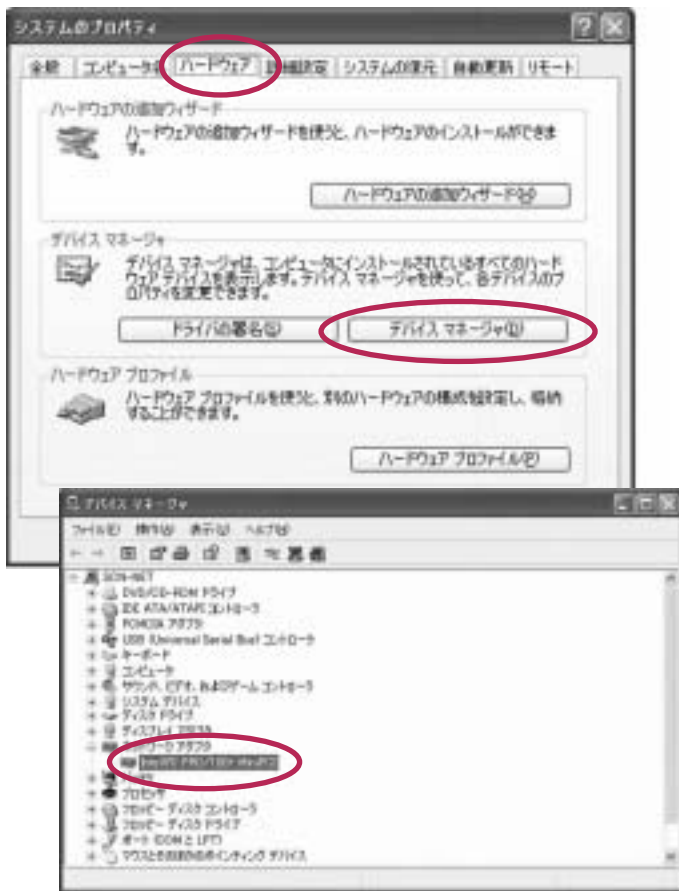 システムのプロパティ
全般 コンピュータ名 ハードウェア 詳細設定 システムの復元 自動更新 リモート
ハードウェアの追加ウィザード
ハードウェアの追加ウィザードを使うと、ハードウェアのインストールができま
す。
ハードウェアの追加ウィザード(H)
デバイス マネージャ
デバイス マネージャは、コンピュータにインストールされているすべてのハード
ウェア デバイスを表示します。デバイス マネージャを使って、各デバイスのプ
ロパティを変更できます。
ドライバの署名(S) デバイス マネージャ(D)
ハードウェア プロファイル
ハードウェア プロファイルを使うと、別のハードウェアの構成を設定し、格納
することができます。
ハードウェア プロファイル(P)
デバイス マネージャ
ファイル(F) 操作(A) 表示(V) ヘルプ(H)
DVD/CD-ROM ドライブ
IDE ATA/ATAPI コントローラ
PCMCIA アダプタ
USB (Universal Serial Bus) コントローラ
キーボード
コンピュータ
サウンド、ビデオ、およびゲーム コントローラ
システム デバイス
ディスク ドライブ
ディスプレイ アダプタ
ネットワーク アダプタ
バッテリ
プロセッサ
フロッピー ディスク コントローラ
フロッピー ディスク ドライブ
ポート (COM と LPT)
マウスとそのほかのポインティング デバイス